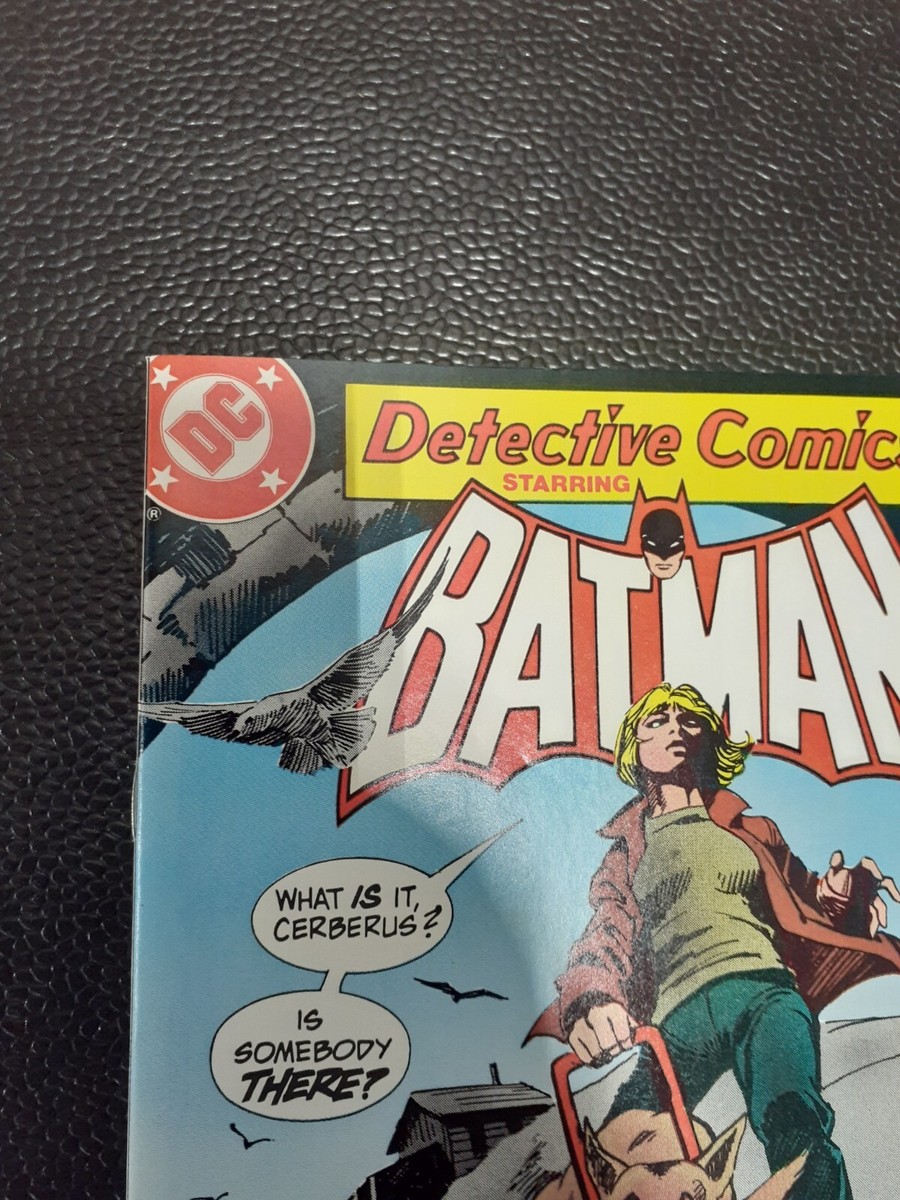 DC
®
Detective Comics
STARRING
BATMAN
WHAT IS IT,
CERBERUS?
IS
SOMEBODY
THERE?